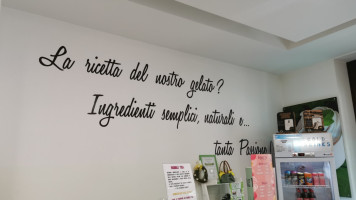 La ricetta del nostro gelato?
Ingredienti semplici, naturali e...
tanta Passione!